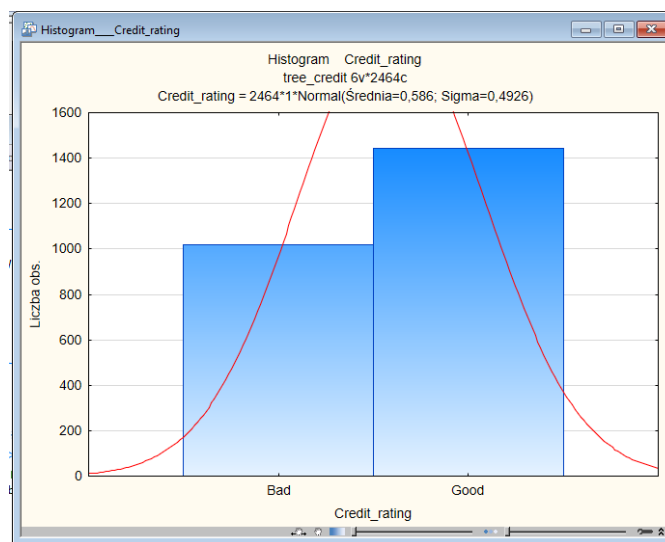 Histogram___Credit_rating
Histogram    Credit_rating
tree_credit 6v*2464c
Credit_rating = 2464*1*Normal(Średnia=0,586; Sigma=0,4926)
1600
1400
1200
1000
800
600
400
200
0
Liczba obs.
Bad
Good
Credit_rating